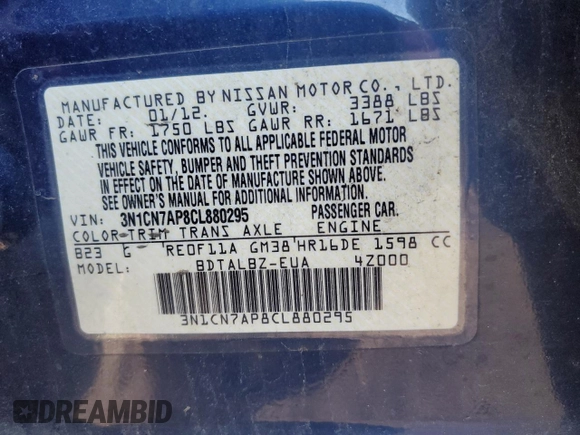 MANUFACTURED BY NISSAN MOTOR CO., LTD.
DATE: 01/12. GVWR: 3388 LBS
GAWR FR: 1750 LBS GAWR RR: 1671 LBS
THIS VEHICLE CONFORMS TO ALL APPLICABLE FEDERAL MOTOR
VEHICLE SAFETY, BUMPER AND THEFT PREVENTION STANDARDS
IN EFFECT ON THE DATE OF MANUFACTURE SHOWN ABOVE.
SEE OWNER'S MANUAL FOR ADDITIONAL INFORMATION.
VIN: 3N1CN7AP8CL880295 PASSENGER CAR.
COLOR-TRIM TRANS AXLE ENGINE
B23 G - RE0F11A GM38 HR16DE 1598 CC
MODEL: BDTALBZ-EUA 4Z000
3N1CN7AP8CL880295
DREAMBID